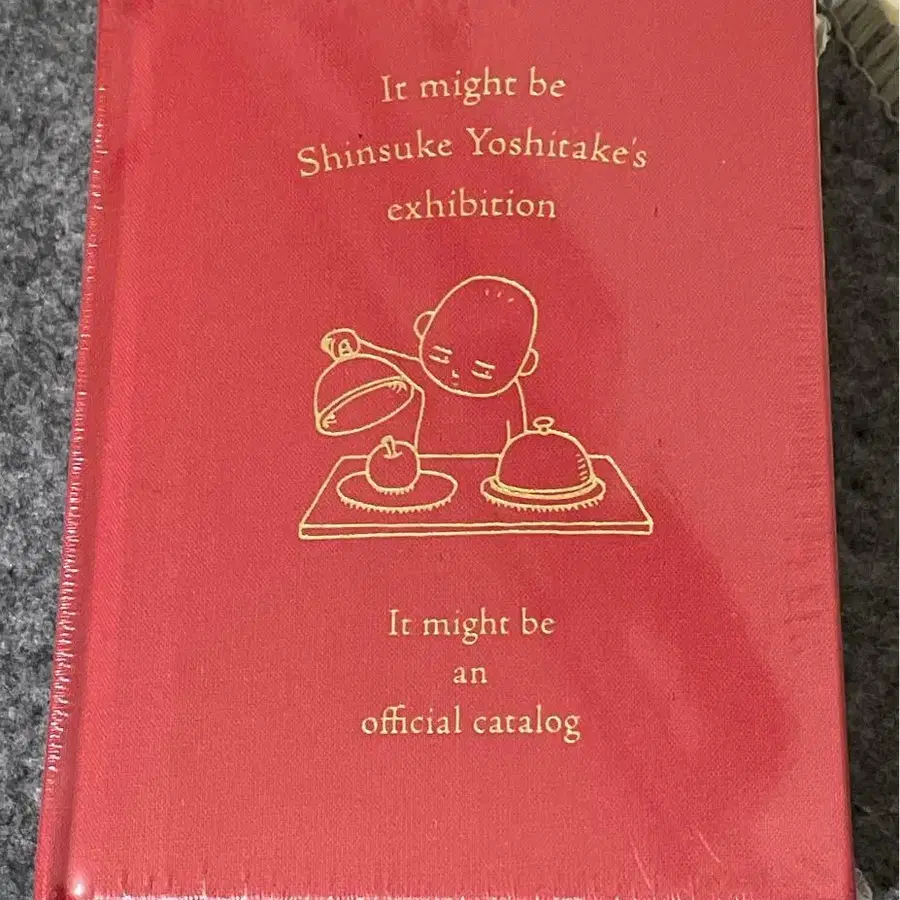 It might be
Shinsuke Yoshitake's
exhibition
It might be
an
official catalog